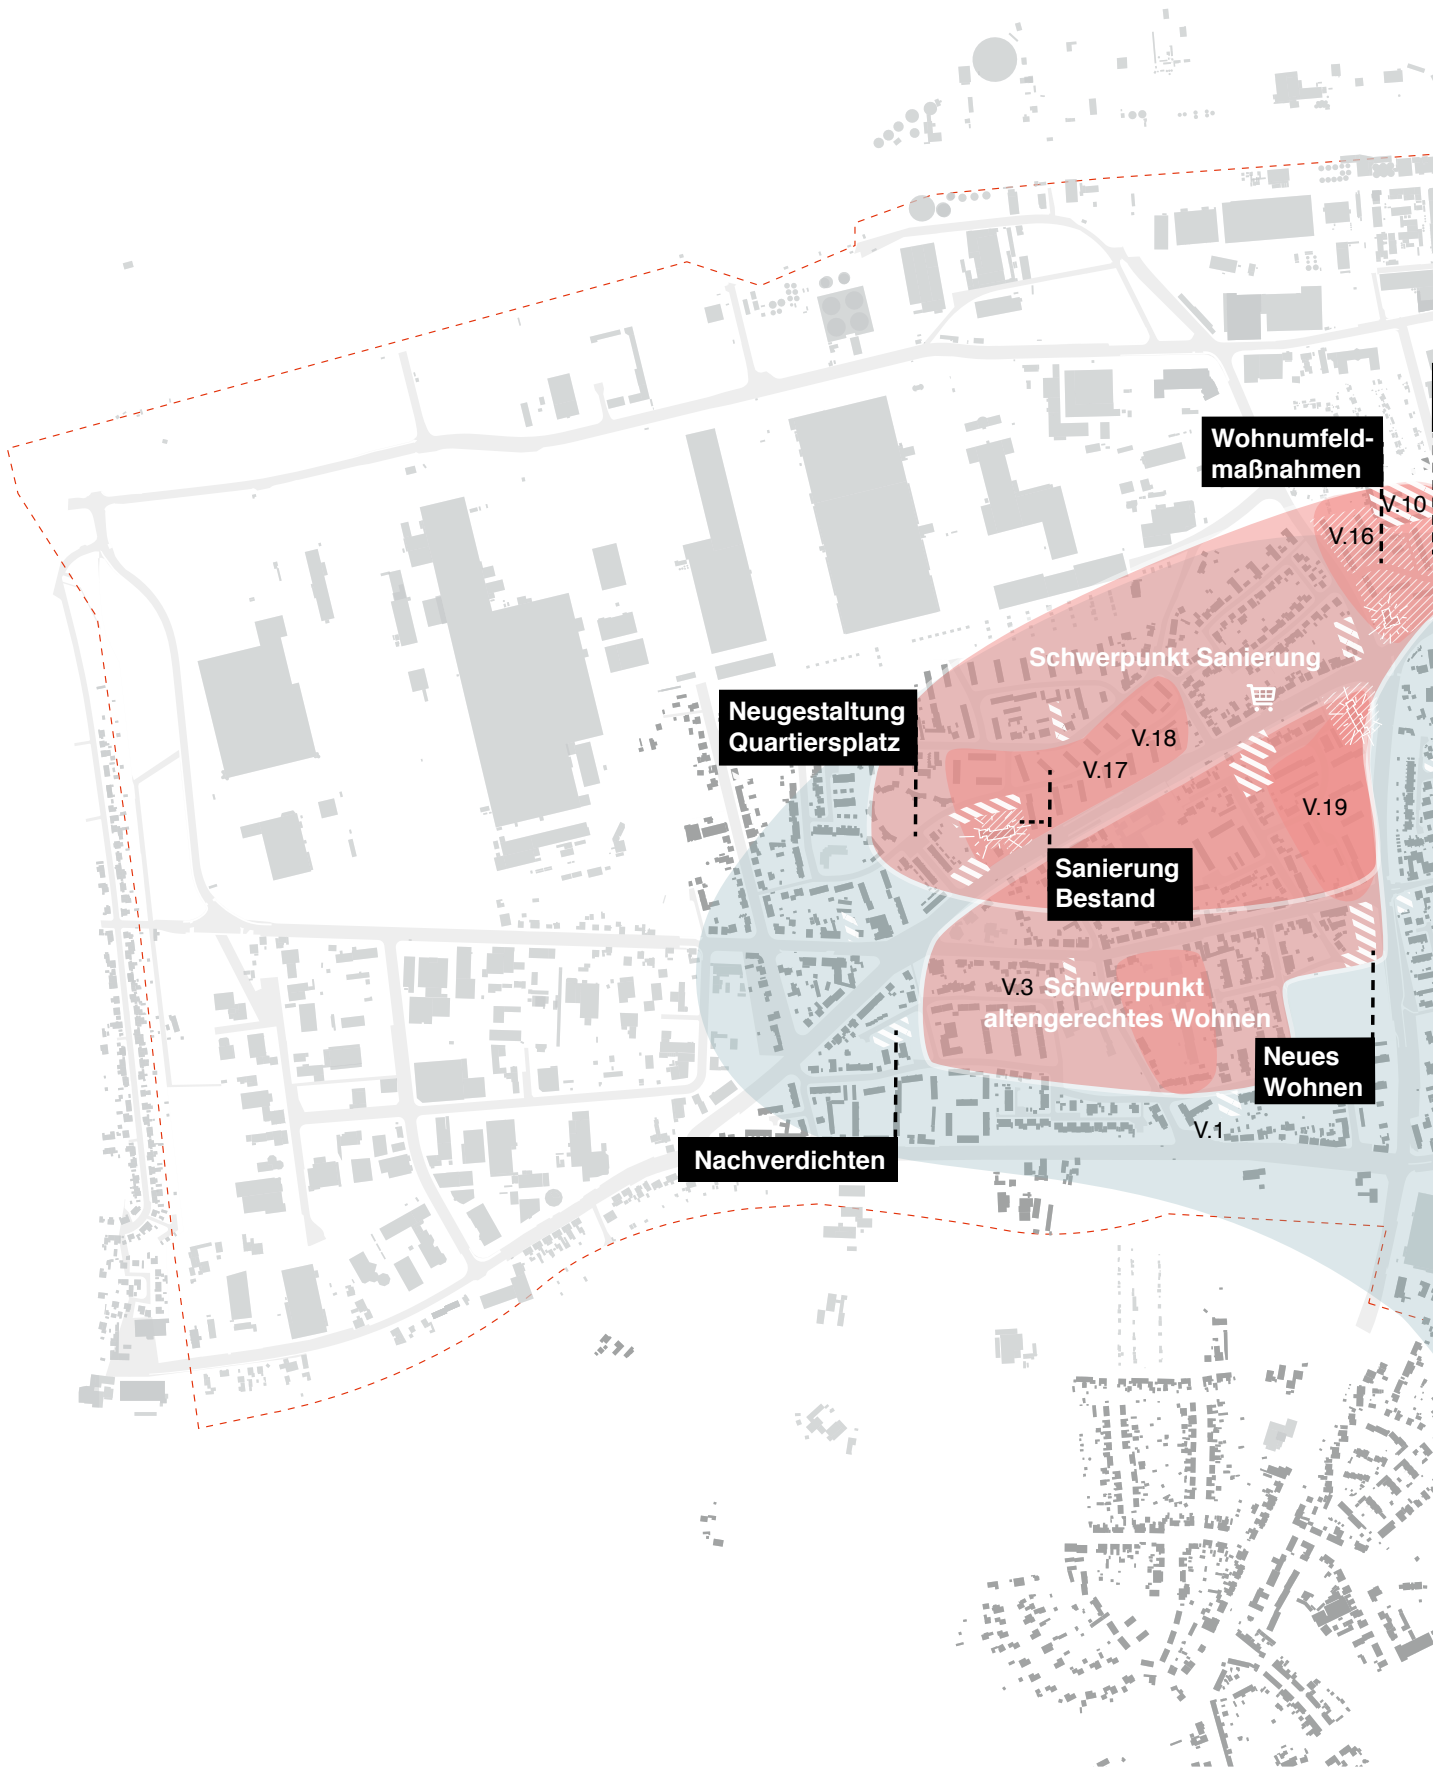 Wohnumfeld-
maßnahmen
V.10
V.16
Schwerpunkt Sanierung
Neugestaltung
Quartiersplatz
V.18
V.17
V.19
Sanierung
Bestand
V.3
Schwerpunkt
altengerechtes Wohnen
Neues
Wohnen
V.1
Nachverdichten